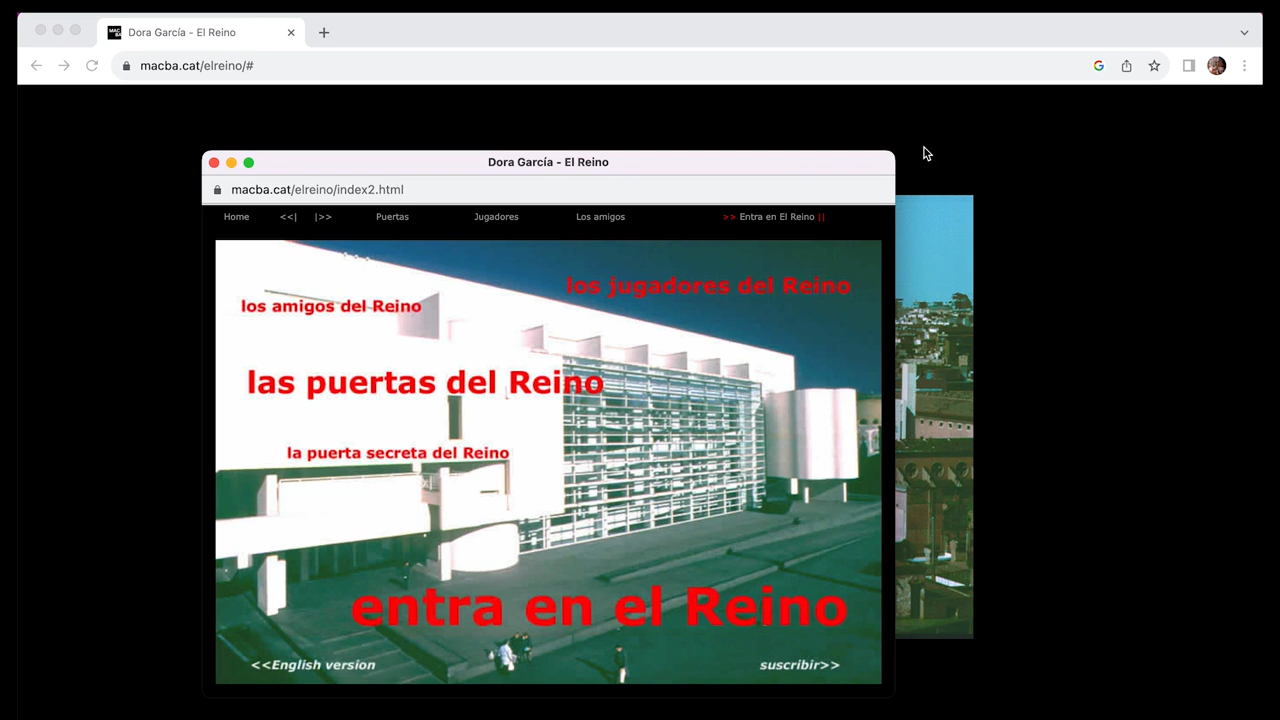 MAC
BA
Dora García - El Reino
macba.cat/elreino/#
Dora García - El Reino
macba.cat/elreino/index2.html
Home <<| |>> Puertas Jugadores Los amigos >> Entra en El Reino ||
los jugadores del Reino
los amigos del Reino
las puertas del Reino
la puerta secreta del Reino
entra en el Reino
<<English version suscribir>>